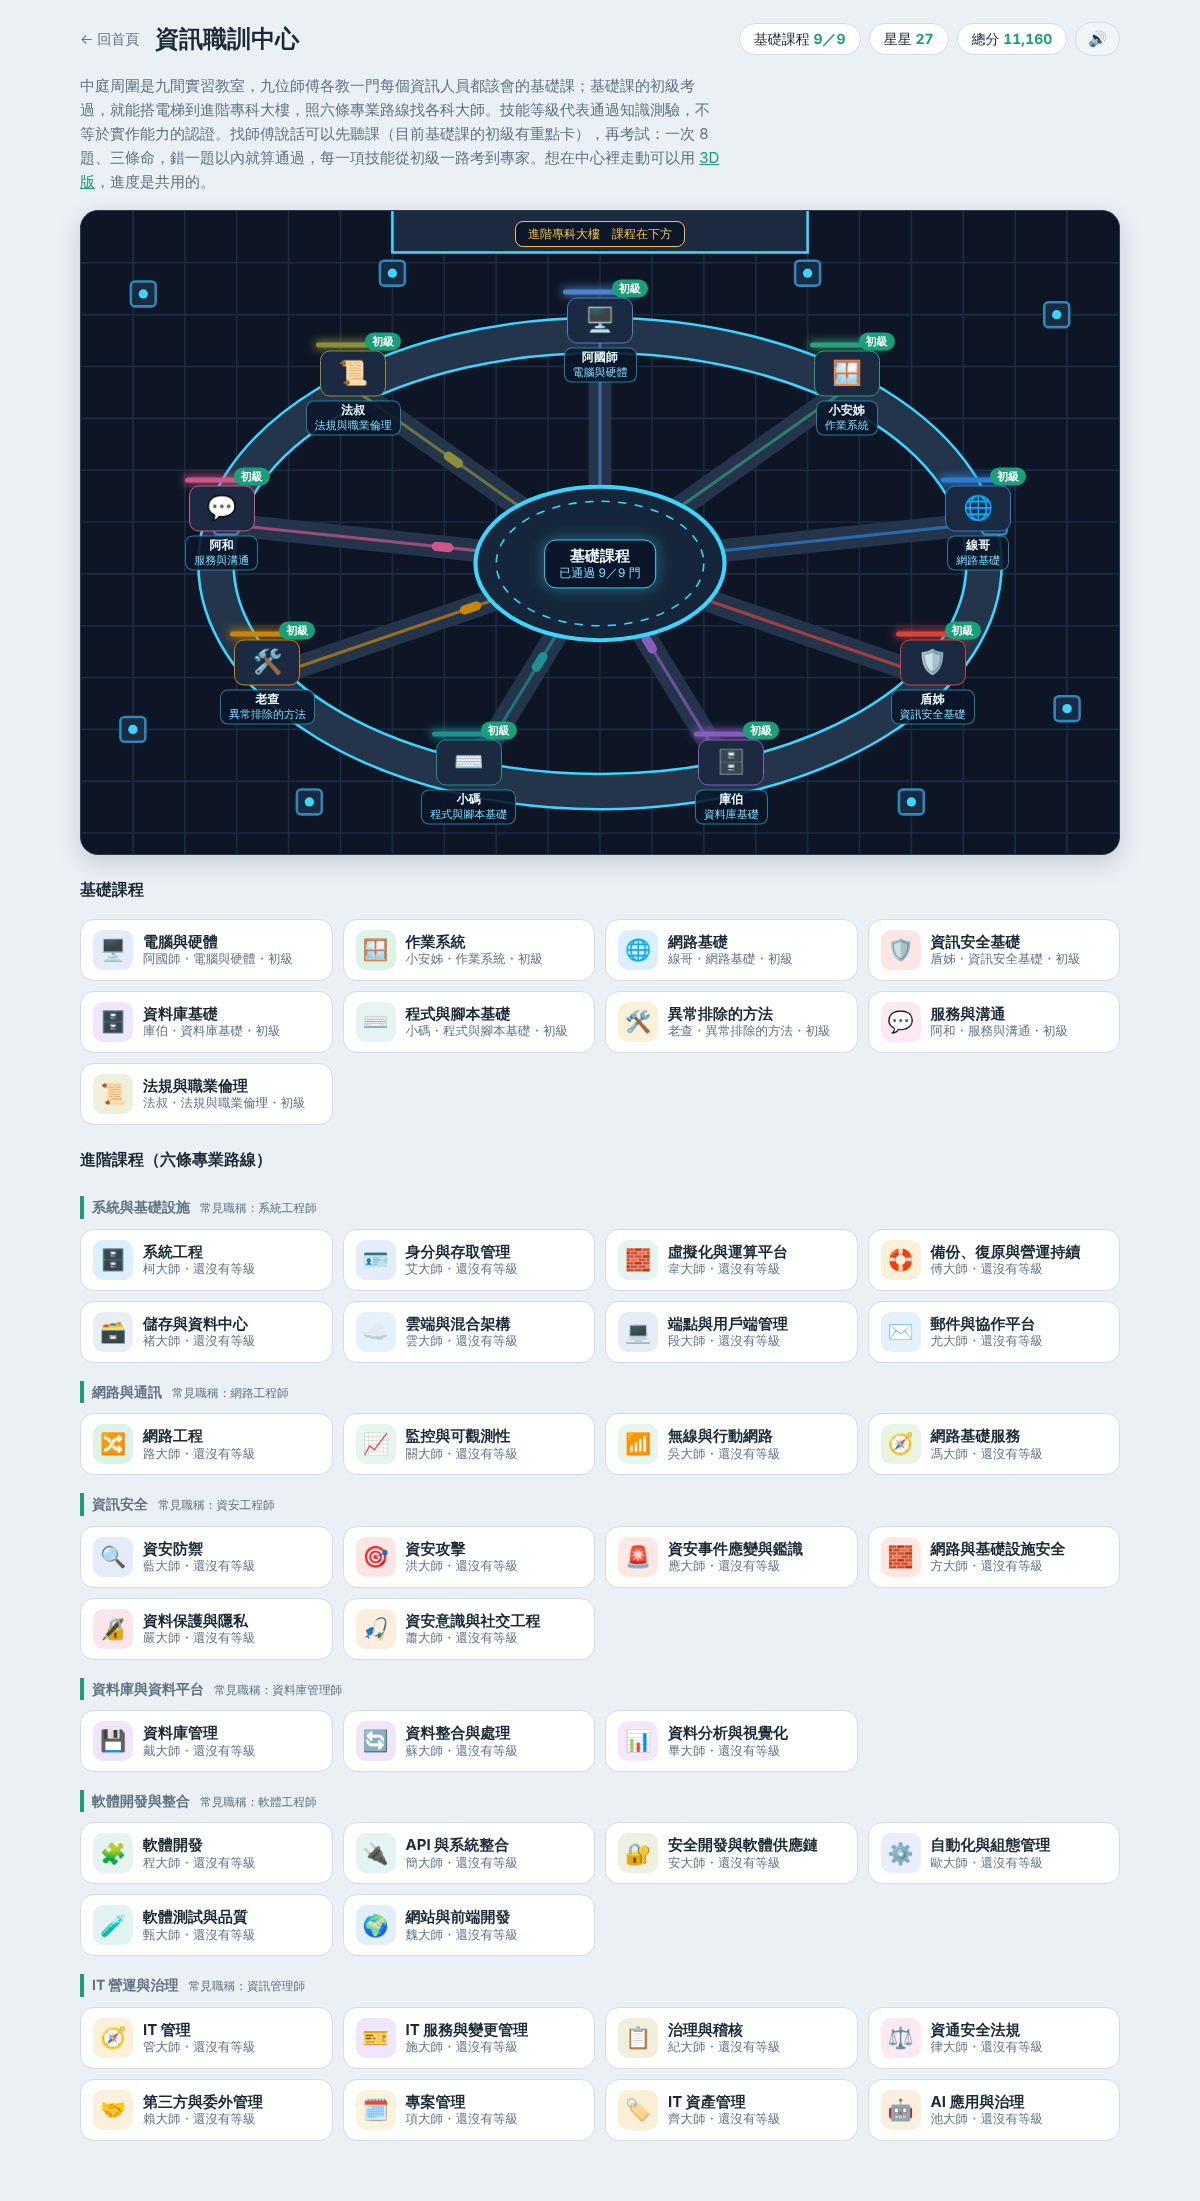 ← 回首頁 資訊職訓中心 基礎課程 9／9 星星 27 總分 11,160
中庭周圍是九間實習教室，九位師傅各教一門每個資訊人員都該會的基礎課；基礎課的初級考
過，就能搭電梯到進階專科大樓，照六條專業路線找各科大師。技能等級代表通過知識測驗，不
等於實作能力的認證。找師傅說話可以先聽課（目前基礎課的初級有重點卡），再考試：一次 8
題、三條命，錯一題以內就算通過，每一項技能從初級一路考到專家。想在中心裡走動可以用 3D
版，進度是共用的。
進階專科大樓 課程在下方
初級
阿國師
電腦與硬體
初級
法叔
法規與職業倫理
初級
小安姊
作業系統
初級
阿和
服務與溝通
初級
線哥
網路基礎
基礎課程
已通過 9／9 門
初級
老查
異常排除的方法
初級
盾姊
資訊安全基礎
初級
小碼
程式與腳本基礎
初級
庫伯
資料庫基礎
基礎課程
電腦與硬體
阿國師・電腦與硬體・初級
作業系統
小安姊・作業系統・初級
網路基礎
線哥・網路基礎・初級
資訊安全基礎
盾姊・資訊安全基礎・初級
資料庫基礎
庫伯・資料庫基礎・初級
程式與腳本基礎
小碼・程式與腳本基礎・初級
異常排除的方法
老查・異常排除的方法・初級
服務與溝通
阿和・服務與溝通・初級
法規與職業倫理
法叔・法規與職業倫理・初級
進階課程（六條專業路線）
系統與基礎設施 常見職稱：系統工程師
系統工程
柯大師・還沒有等級
身分與存取管理
艾大師・還沒有等級
虛擬化與運算平台
韋大師・還沒有等級
備份、復原與營運持續
傅大師・還沒有等級
儲存與資料中心
褚大師・還沒有等級
雲端與混合架構
雲大師・還沒有等級
端點與用戶端管理
段大師・還沒有等級
郵件與協作平台
尤大師・還沒有等級
網路與通訊 常見職稱：網路工程師
網路工程
路大師・還沒有等級
監控與可觀測性
關大師・還沒有等級
無線與行動網路
吳大師・還沒有等級
網路基礎服務
馮大師・還沒有等級
資訊安全 常見職稱：資安工程師
資安防禦
藍大師・還沒有等級
資安攻擊
洪大師・還沒有等級
資安事件應變與鑑識
應大師・還沒有等級
網路與基礎設施安全
方大師・還沒有等級
資料保護與隱私
嚴大師・還沒有等級
資安意識與社交工程
蕭大師・還沒有等級
資料庫與資料平台 常見職稱：資料庫管理師
資料庫管理
戴大師・還沒有等級
資料整合與處理
蘇大師・還沒有等級
資料分析與視覺化
畢大師・還沒有等級
軟體開發與整合 常見職稱：軟體工程師
軟體開發
程大師・還沒有等級
API 與系統整合
簡大師・還沒有等級
安全開發與軟體供應鏈
安大師・還沒有等級
自動化與組態管理
歐大師・還沒有等級
軟體測試與品質
甄大師・還沒有等級
網站與前端開發
魏大師・還沒有等級
IT 營運與治理 常見職稱：資訊管理師
IT 管理
管大師・還沒有等級
IT 服務與變更管理
施大師・還沒有等級
治理與稽核
紀大師・還沒有等級
資通安全法規
律大師・還沒有等級
第三方與委外管理
賴大師・還沒有等級
專案管理
項大師・還沒有等級
IT 資產管理
齊大師・還沒有等級
AI 應用與治理
池大師・還沒有等級